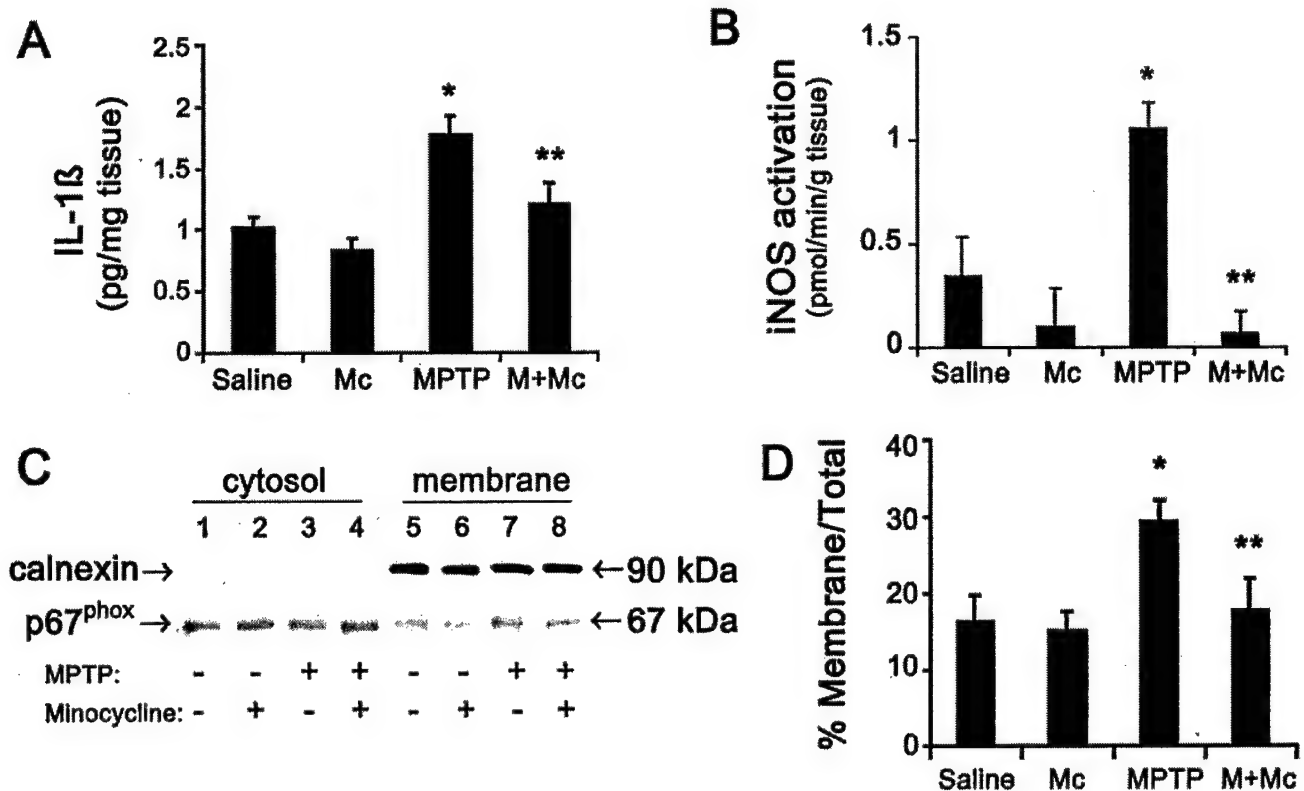 A
IL-1ß
(pg/mg tissue)
2.5
2
1.5
1
0.5
0
*
**
Saline Mc MPTP M+Mc
B
iNOS activation
(pmol/min/g tissue)
1.5
1
0.5
0
*
**
Saline Mc MPTP M+Mc
C
cytosol membrane
1 2 3 4 5 6 7 8
calnexin→ ←90 kDa
p67phox→ ←67 kDa
MPTP: - - + + - - + +
Minocycline: - + - + - + - +
D
% Membrane/Total
40
30
20
10
0
*
**
Saline Mc MPTP M+Mc